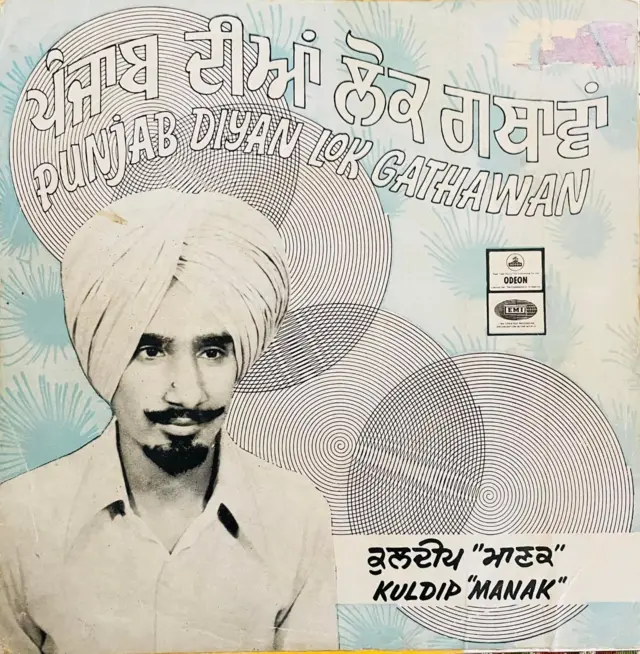 ਪੰਜਾਬ ਦੀਆਂ ਲੋਕ ਗਥਾਵਾਂ
PUNJAB DIYAN LOK GATHAWAN
ODEON
EMI
ਕੁਲਦੀਪ "ਮਾਣਕ"
KULDIP "MANAK"